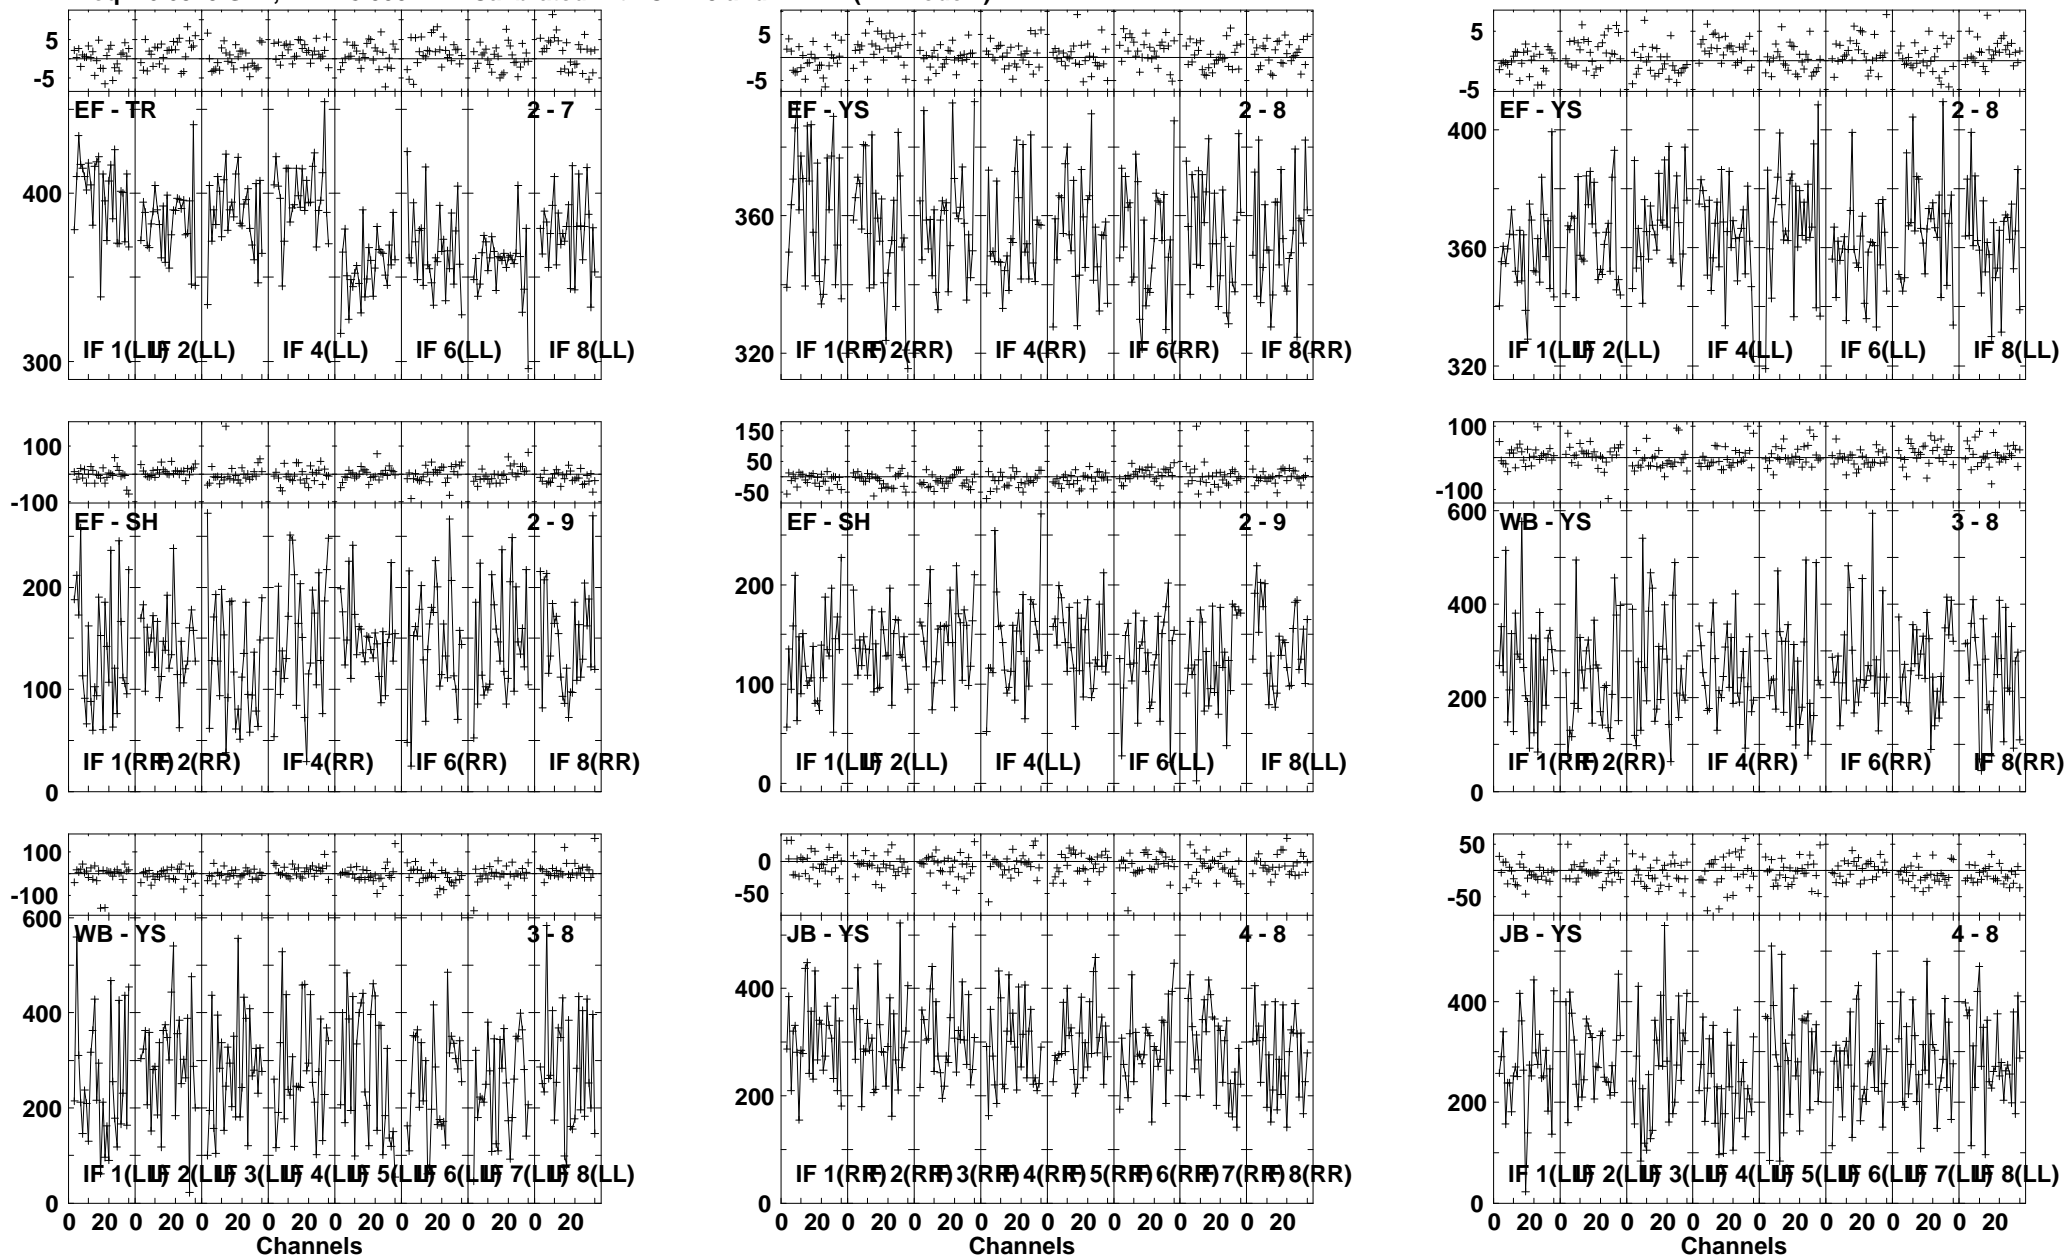 5
-5
EF - TR 2 - 7
400
300
IF 1(LL) IF 2(LL) IF 4(LL) IF 6(LL) IF 8(LL)
5
-5
EF - YS 2 - 8
360
320
IF 1(RR) IF 2(RR) IF 4(RR) IF 6(RR) IF 8(RR)
5
-5
EF - YS 2 - 8
400
360
320
IF 1(LL) IF 2(LL) IF 4(LL) IF 6(LL) IF 8(LL)
100
-100
EF - SH 2 - 9
200
100
0
IF 1(RR) IF 2(RR) IF 4(RR) IF 6(RR) IF 8(RR)
150
50
-50
EF - SH 2 - 9
200
100
0
IF 1(LL) IF 2(LL) IF 4(LL) IF 6(LL) IF 8(LL)
100
-100
600
WB - YS 3 - 8
400
200
0
IF 1(RR) IF 2(RR) IF 4(RR) IF 6(RR) IF 8(RR)
100
-100
600
WB - YS 3 - 8
400
200
0
IF 1(LL) IF 2(LL) IF 3(LL) IF 4(LL) IF 5(LL) IF 6(LL) IF 7(LL) IF 8(LL)
0 20 0 20 0 20 0 20 0 20 0 20 0 20 0 20
Channels
0
-50
JB - YS 4 - 8
400
200
0
IF 1(RR) IF 2(RR) IF 3(RR) IF 4(RR) IF 5(RR) IF 6(RR) IF 7(RR) IF 8(RR)
0 20 0 20 0 20 0 20 0 20 0 20 0 20 0 20
Channels
50
-50
JB - YS 4 - 8
400
200
0
IF 1(LL) IF 2(LL) IF 3(LL) IF 4(LL) IF 5(LL) IF 6(LL) IF 7(LL) IF 8(LL)
0 20 0 20 0 20 0 20 0 20 0 20 0 20 0 20
Channels